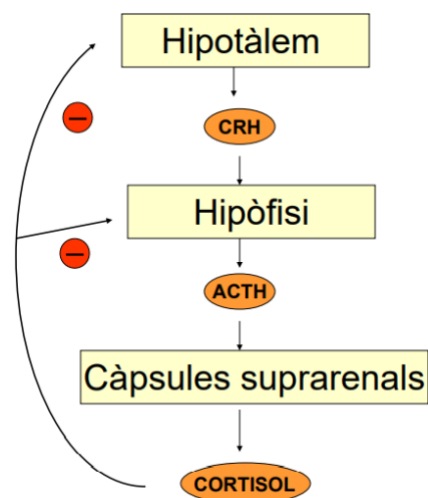 Hipotàlem
CRH
Hipòfisi
ACTH
Càpsules suprarenals
CORTISOL